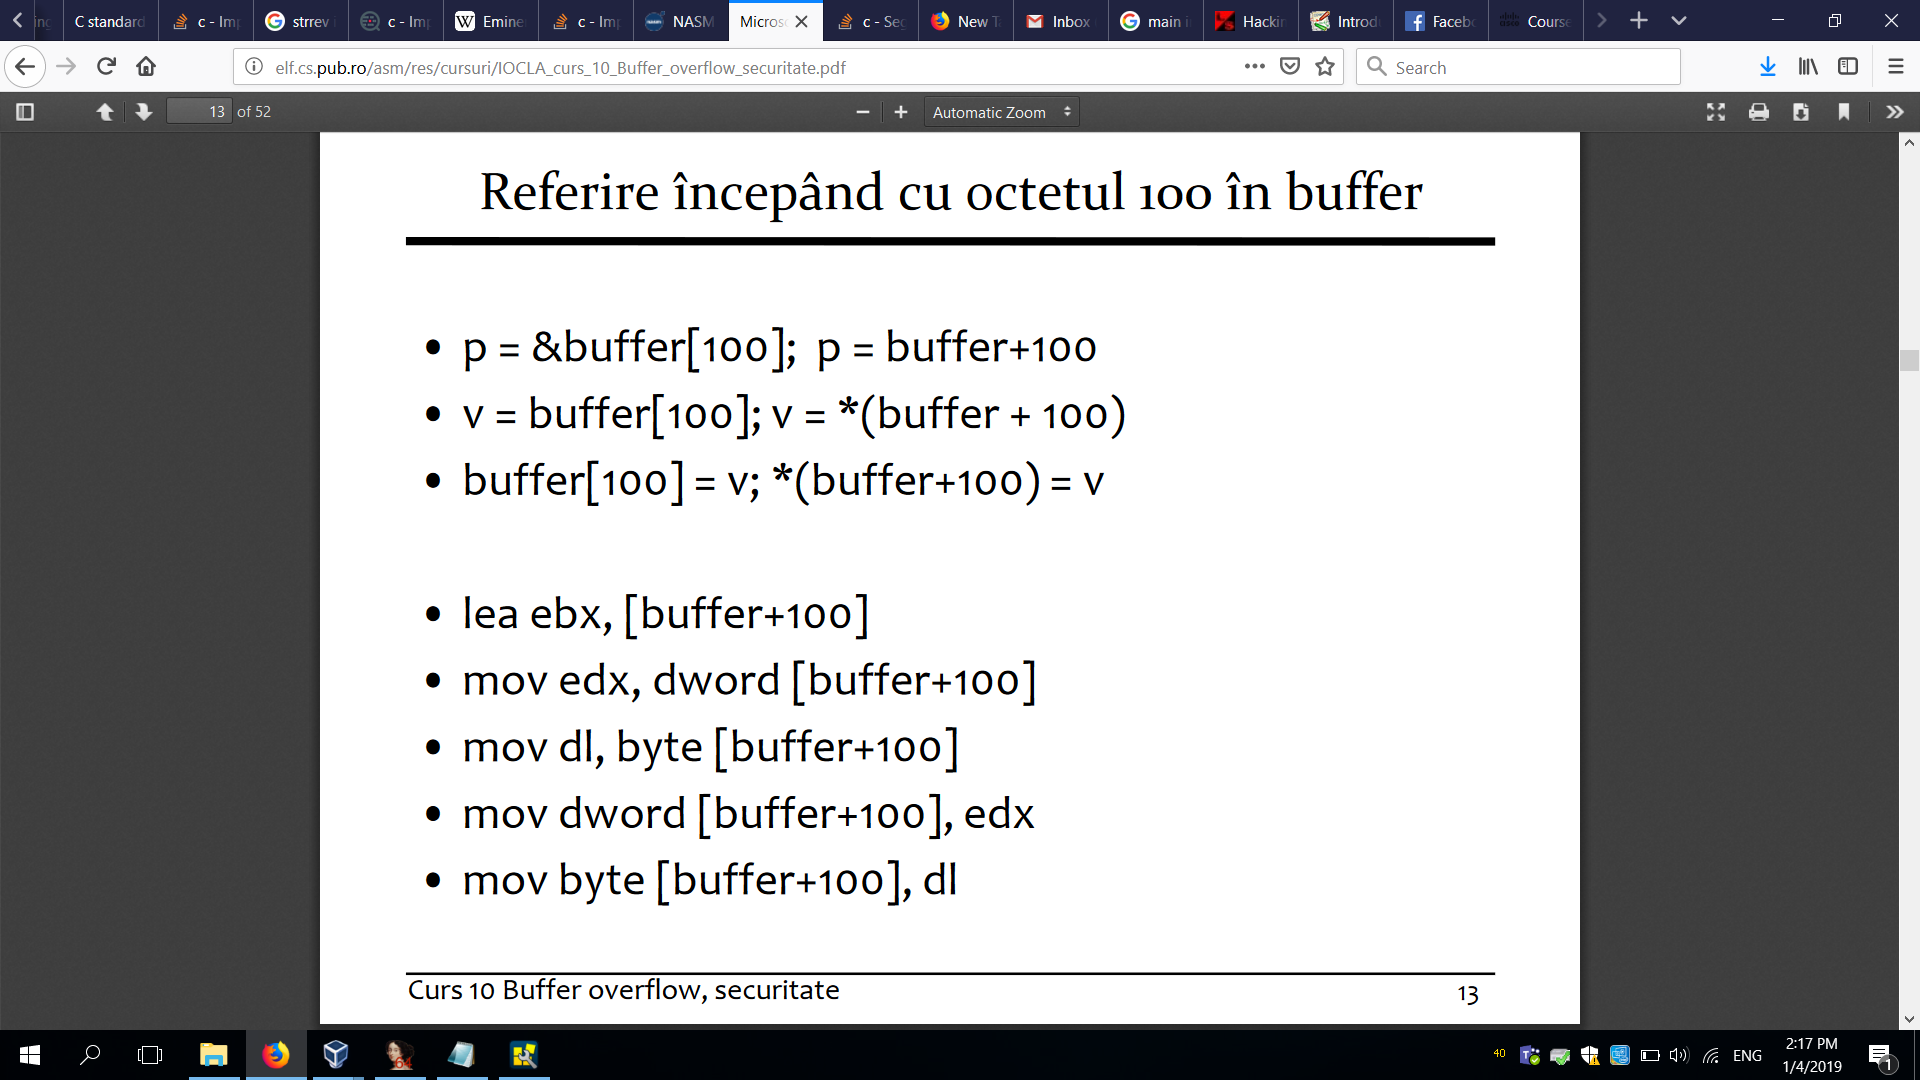 C standard
c - Imp
strrev i
c - Imp
Emine
c - Imp
NASM
Micros
c - Seg
New T
Inbox
main i
Hackin
Introd
Faceb
Course
elf.cs.pub.ro/asm/res/cursuri/IOCLA_curs_10_Buffer_overflow_securitate.pdf
Search
13 of 52
Automatic Zoom
Referire începând cu octetul 100 în buffer
• p = &buffer[100]; p = buffer+100
• v = buffer[100]; v = *(buffer + 100)
• buffer[100] = v; *(buffer+100) = v
• lea ebx, [buffer+100]
• mov edx, dword [buffer+100]
• mov dl, byte [buffer+100]
• mov dword [buffer+100], edx
• mov byte [buffer+100], dl
Curs 10 Buffer overflow, securitate
13
40
ENG
2:17 PM
1/4/2019
1